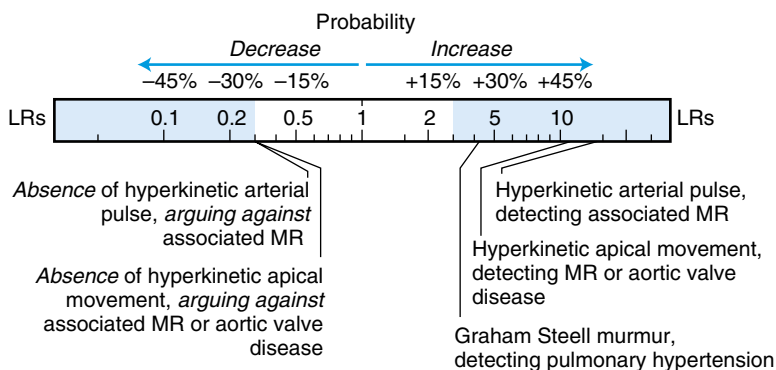 Probability
Decrease Increase
–45% –30% –15% +15% +30% +45%
LRs 0.1 0.2 0.5 1 2 5 10 LRs
Absence of hyperkinetic arterial
pulse, arguing against
associated MR
Absence of hyperkinetic apical
movement, arguing against
associated MR or aortic valve
disease
Hyperkinetic arterial pulse,
detecting associated MR
Hyperkinetic apical movement,
detecting MR or aortic valve
disease
Graham Steell murmur,
detecting pulmonary hypertension